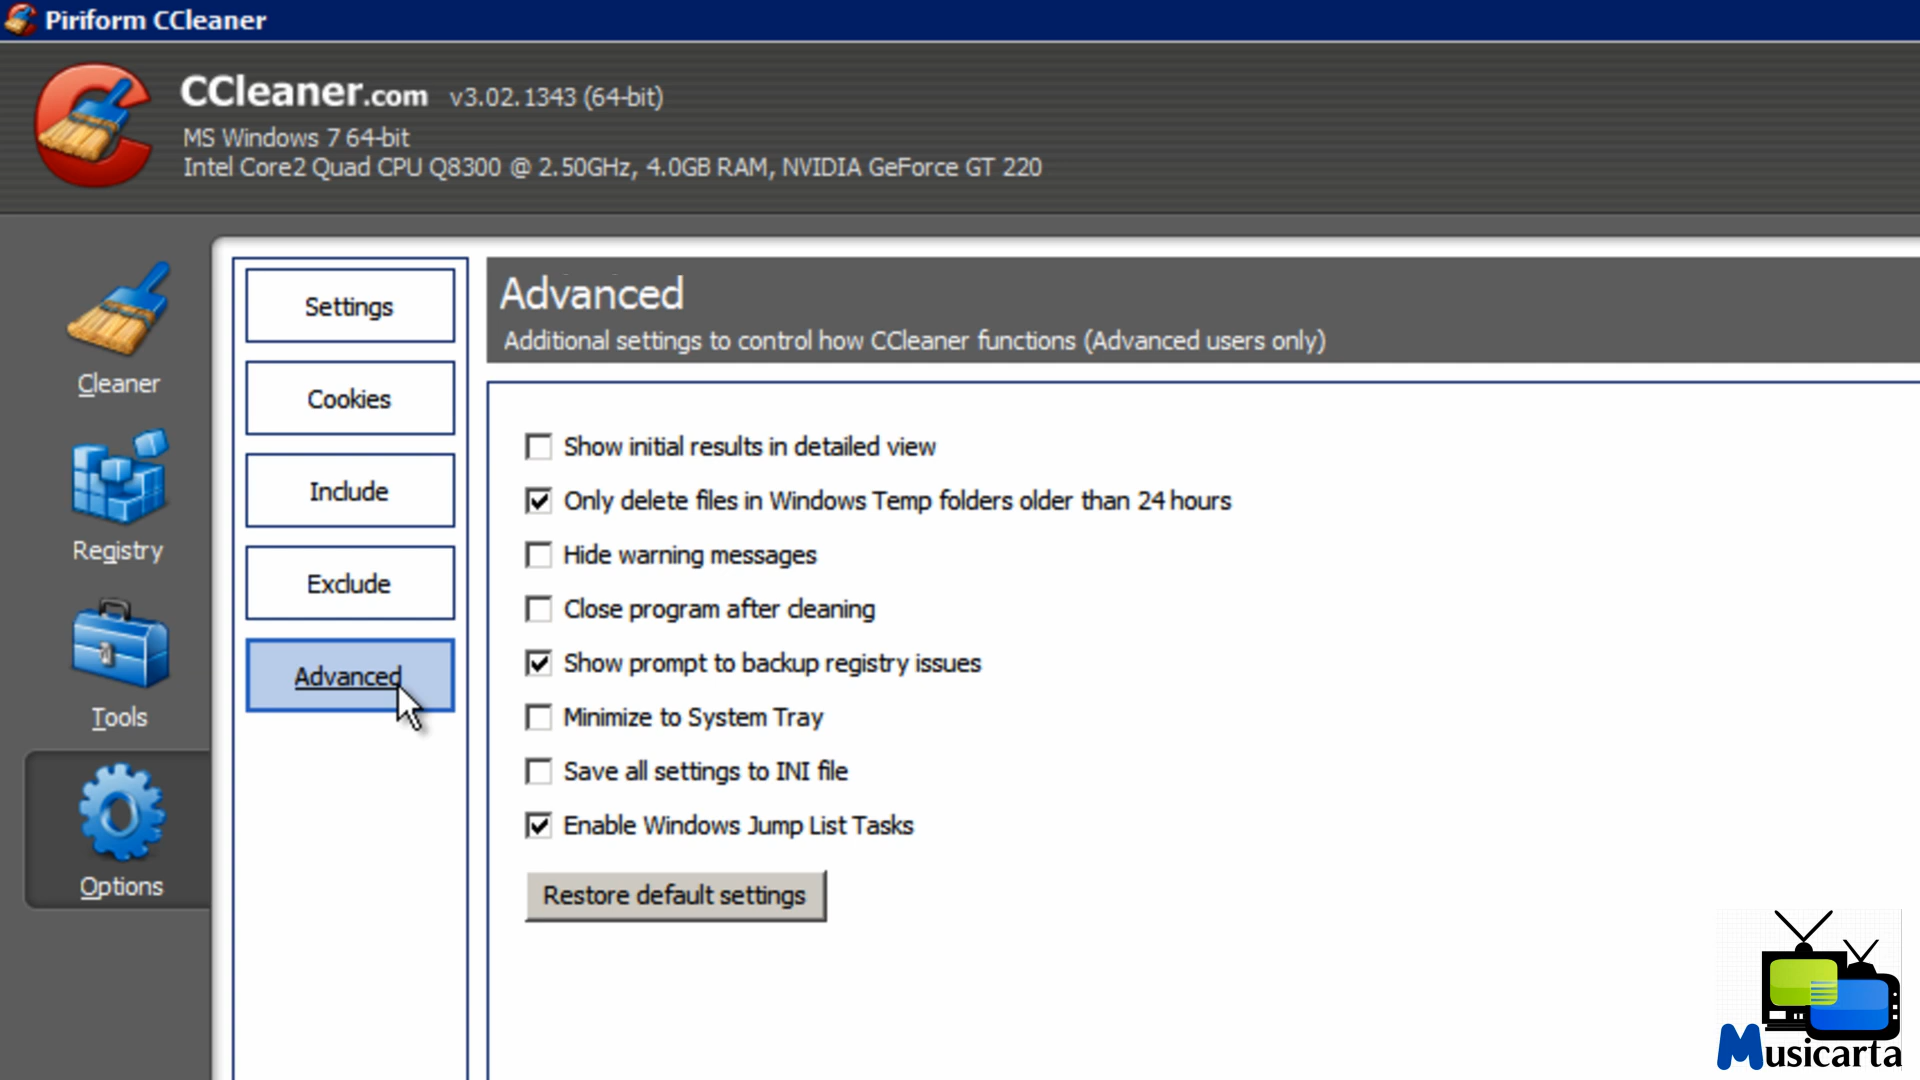 Piriform CCleaner
CCleaner.com v3.02.1343 (64-bit)
MS Windows 7 64-bit
Intel Core2 Quad CPU Q8300 @ 2.50GHz, 4.0GB RAM, NVIDIA GeForce GT 220
Cleaner
Registry
Tools
Options
Settings
Cookies
Include
Exclude
Advanced
Advanced
Additional settings to control how CCleaner functions (Advanced users only)
Show initial results in detailed view
Only delete files in Windows Temp folders older than 24 hours
Hide warning messages
Close program after cleaning
Show prompt to backup registry issues
Minimize to System Tray
Save all settings to INI file
Enable Windows Jump List Tasks
Restore default settings
Musicarta